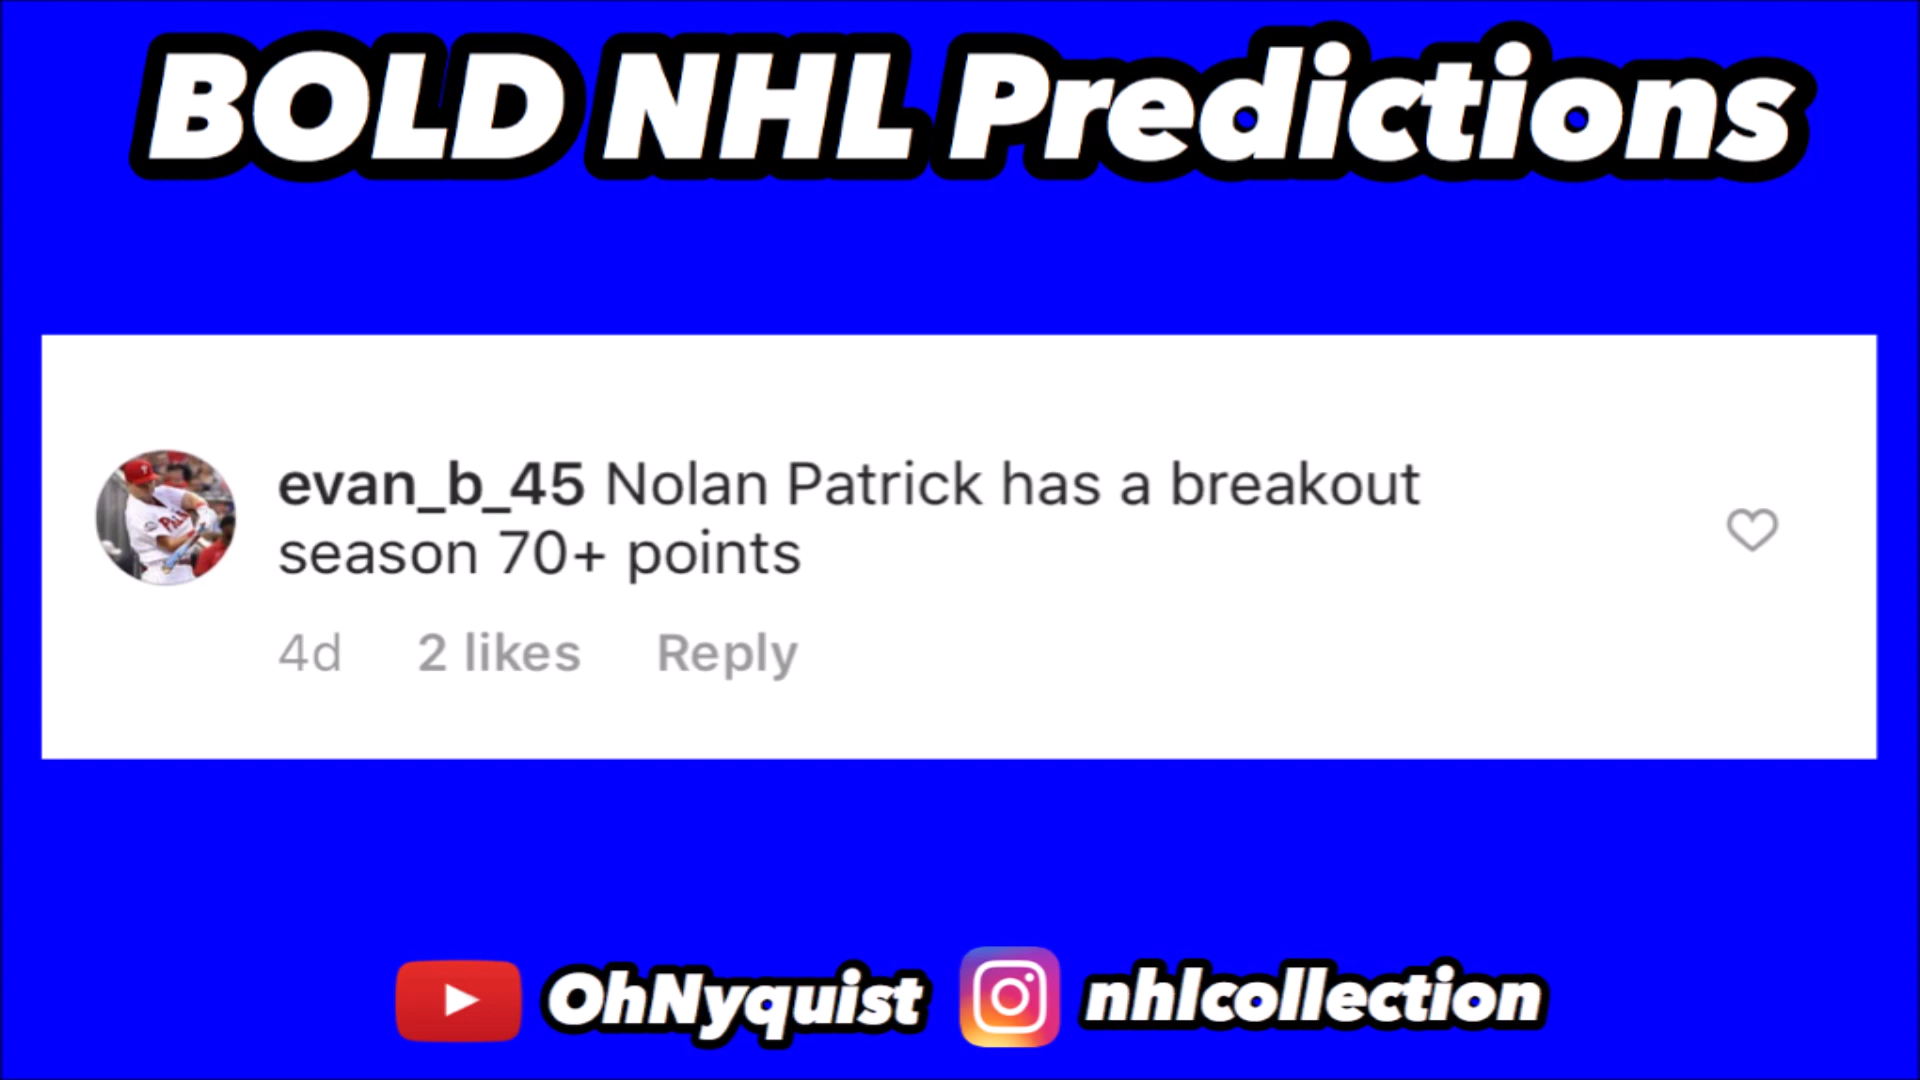 BOLD NHL Predictions
evan_b_45 Nolan Patrick has a breakout
season 70+ points
4d 2 likes Reply
OhNyquist nhlcollection